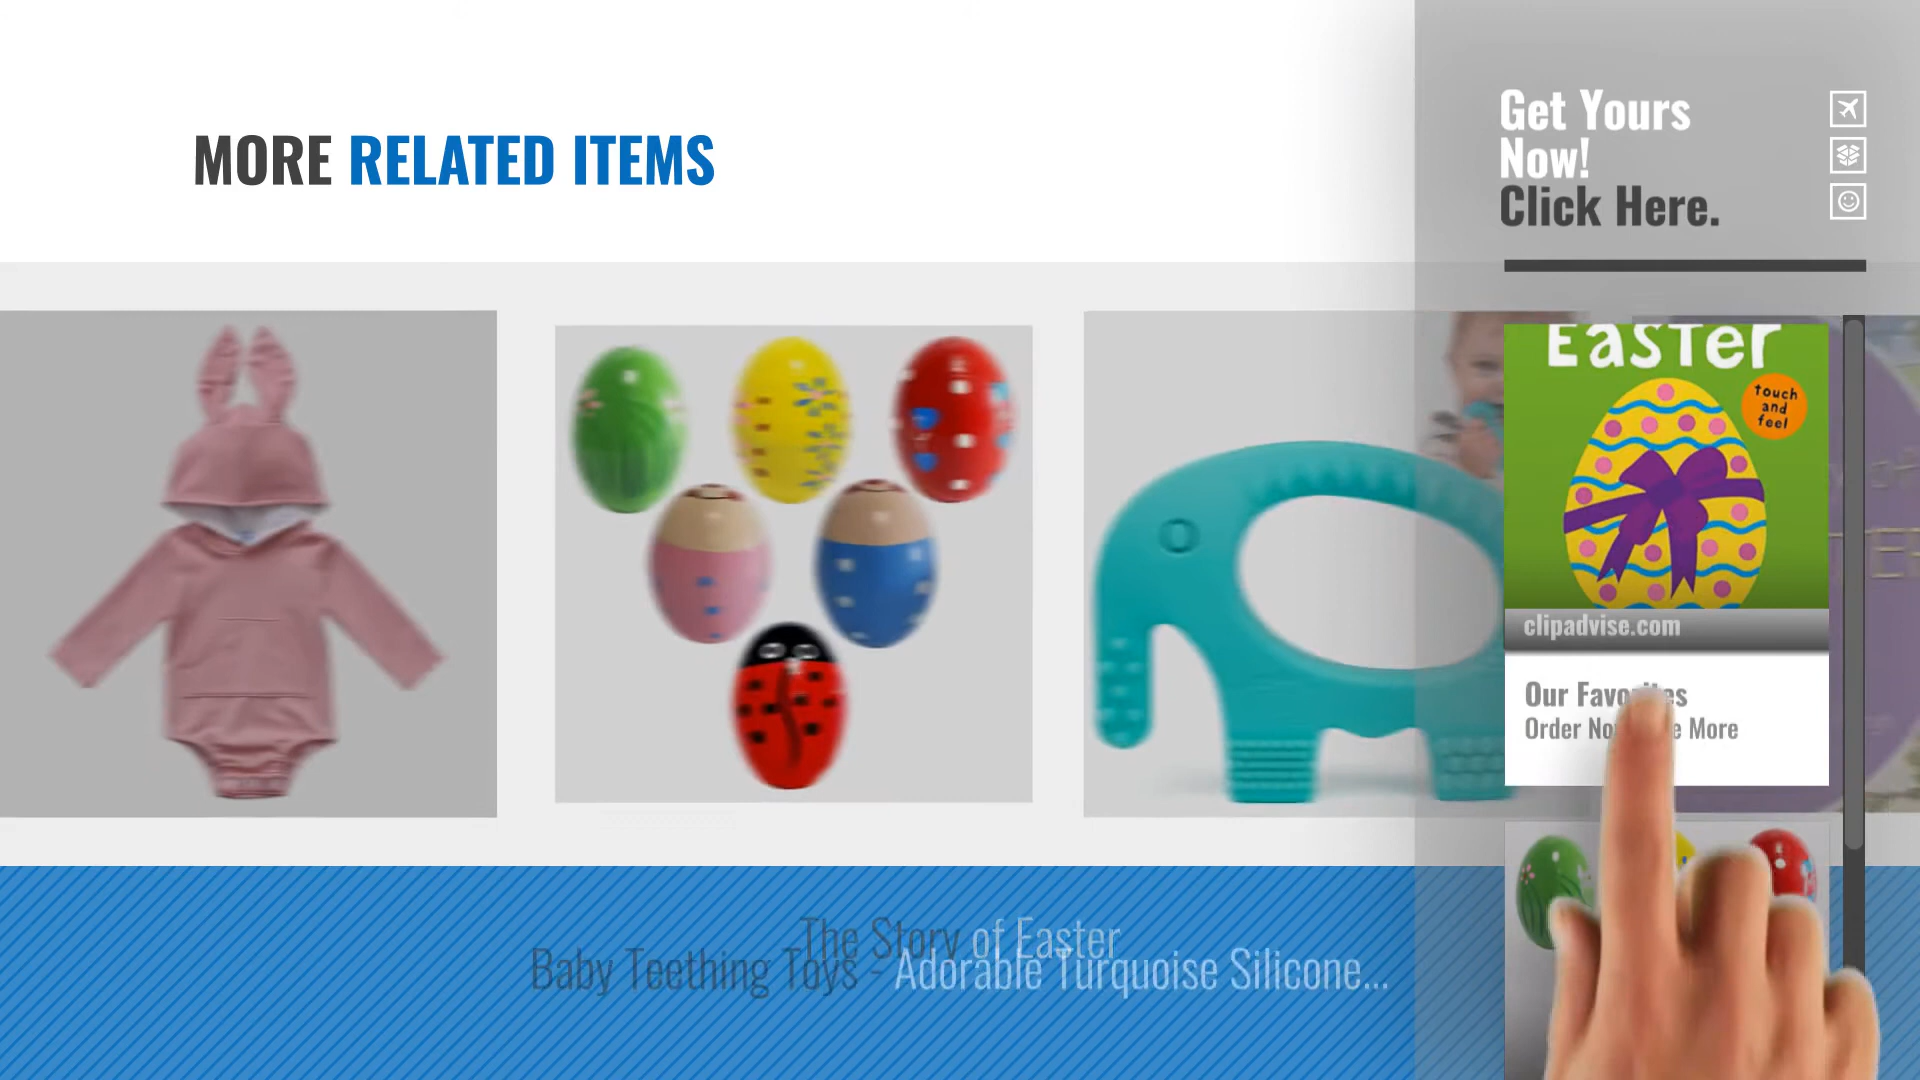 MORE RELATED ITEMS
Get Yours
Now!
Click Here.
Easter
touch
and
feel
clipadvise.com
Our Favorites
Order No More
The Story of Easter
Baby Teething Toys - Adorable Turquoise Silicone...